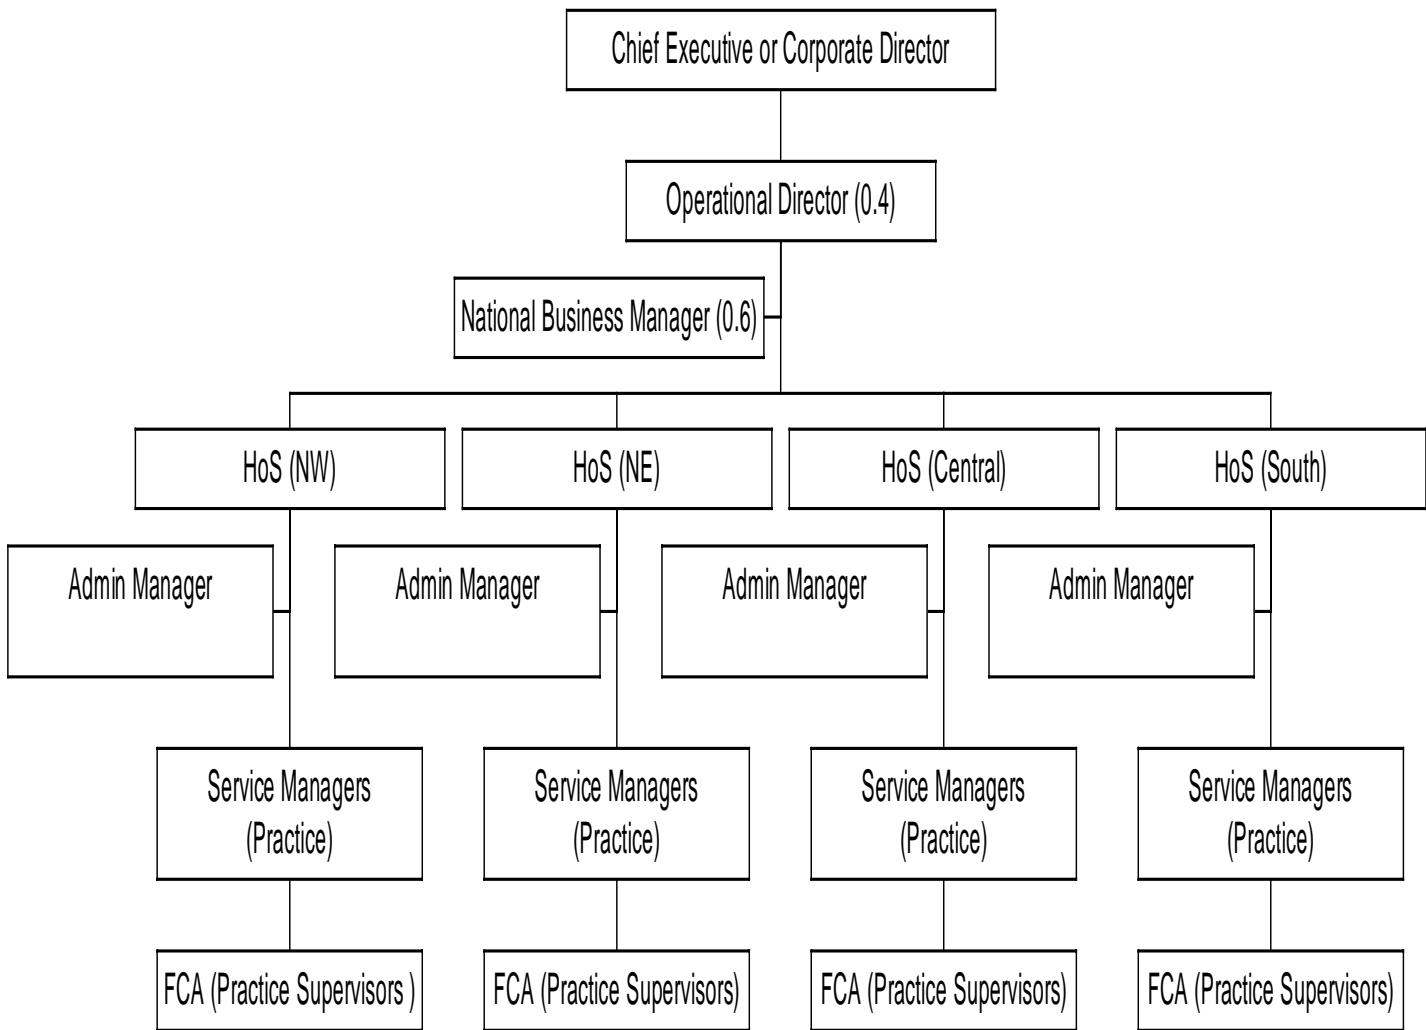 Chief Executive or Corporate Director
Operational Director (0.4)
National Business Manager (0.6)
HoS (NW)
HoS (NE)
HoS (Central)
HoS (South)
Admin Manager
Admin Manager
Admin Manager
Admin Manager
Service Managers
(Practice)
Service Managers
(Practice)
Service Managers
(Practice)
Service Managers
(Practice)
FCA (Practice Supervisors )
FCA (Practice Supervisors)
FCA (Practice Supervisors)
FCA (Practice Supervisors)